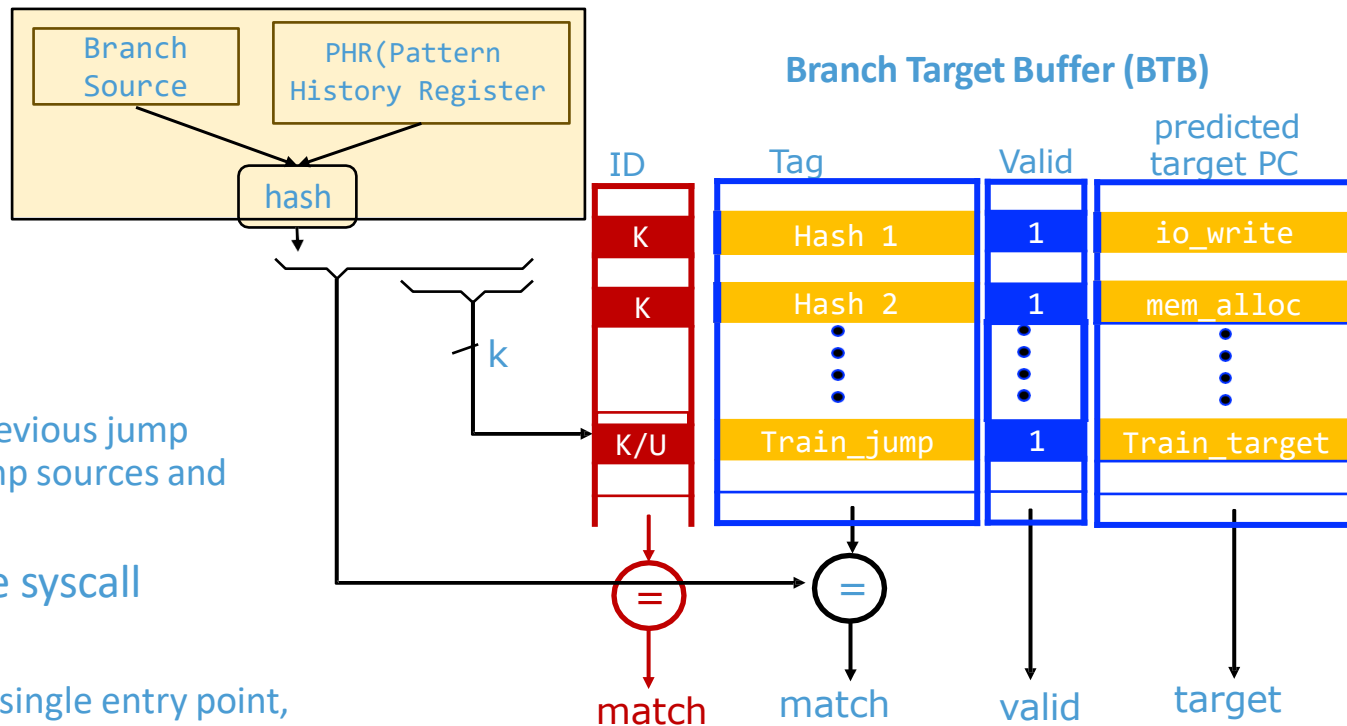 Branch
Source
PHR(Pattern
History Register
hash
Branch Target Buffer (BTB)
ID
Tag
Valid
predicted
target PC
K
Hash 1
1
io_write
K
Hash 2
1
mem_alloc
k
K/U
Train_jump
1
Train_target
evious jump
mp sources and
e syscall
single entry point,
=
=
match
match
valid
target